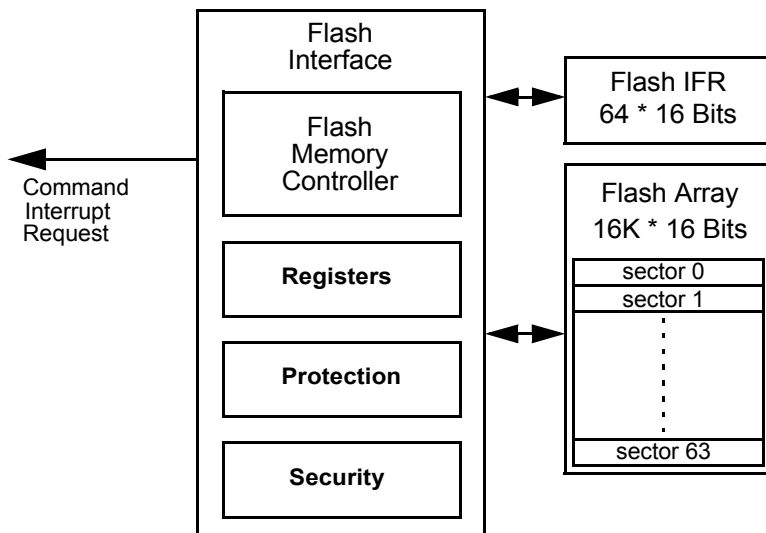 Flash
Interface
Flash
Memory
Controller
Registers
Protection
Security
Command
Interrupt
Request
Flash IFR
64 * 16 Bits
Flash Array
16K * 16 Bits
sector 0
sector 1
sector 63